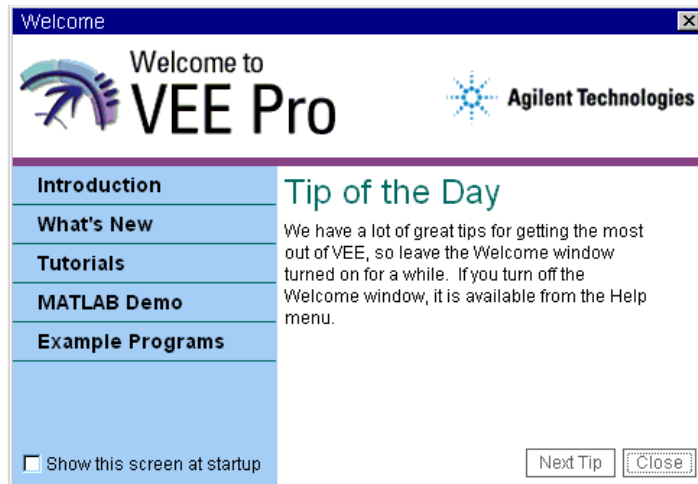 Welcome
Welcome to
VEE Pro
Agilent Technologies
Introduction
What's New
Tutorials
MATLAB Demo
Example Programs
Show this screen at startup
Tip of the Day
We have a lot of great tips for getting the most
out of VEE, so leave the Welcome window
turned on for a while. If you turn off the
Welcome window, it is available from the Help
menu.
Next Tip
Close